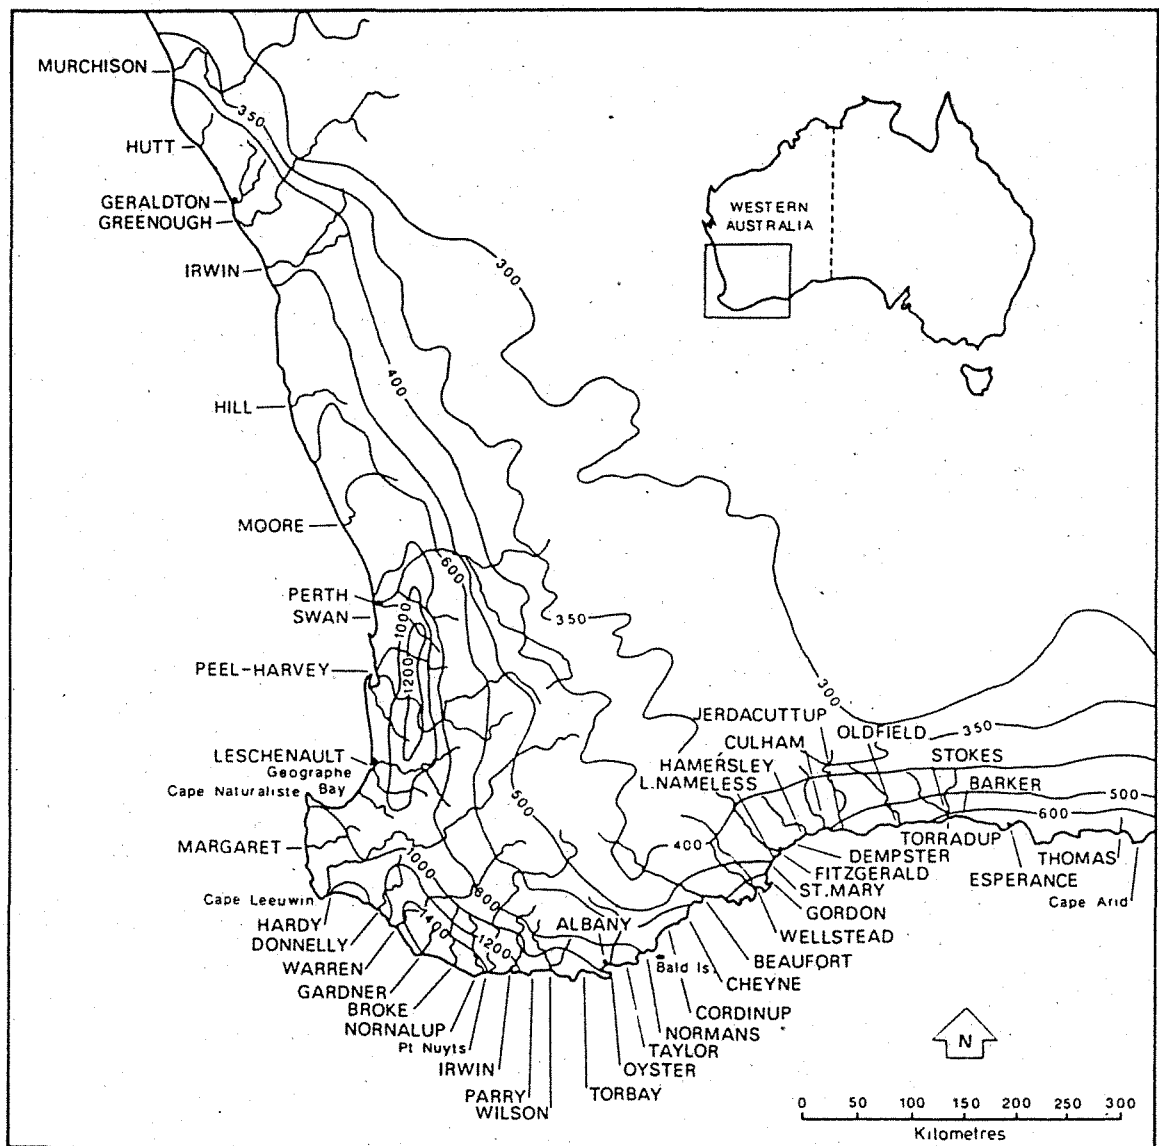 MURCHISON
350
HUTT
GERALDTON
GREENOUGH
WESTERN
AUSTRALIA
IRWIN
300
400
HILL
MOORE
600
PERTH
SWAN
1000
350
PEEL-HARVEY
1200
300
JERDACUTTUP
350
OLDFIELD
CULHAM
LESCHENAULT
Geographe
Bay
HAMERSLEY
STOKES
L.NAMELESS
BARKER
Cape Naturaliste
500
500
600
MARGARET
400
TORRADUP
1000
DEMPSTER
THOMAS
FITZGERALD
ESPERANCE
ST.MARY
Cape Arid
Cape Leeuwin
800
HARDY
1400
ALBANY
GORDON
DONNELLY
1200
WELLSTEAD
WARREN
BEAUFORT
Bald Is.
GARDNER
CHEYNE
BROKE
CORDINUP
NORNALUP
NORMANS
Pt Nuyts
TAYLOR
IRWIN
OYSTER
PARRY
TORBAY
WILSON
N
0 50 100 150 200 300
Kilometres